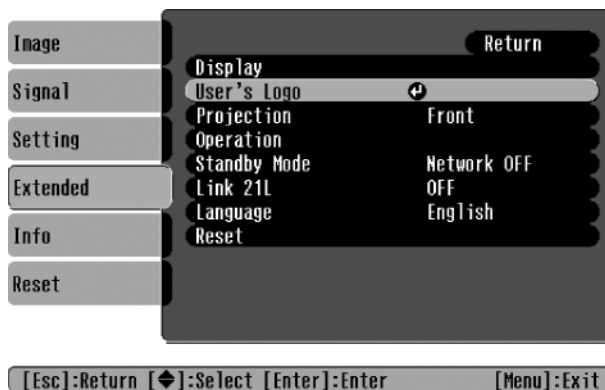 Image
Signal
Setting
Extended
Info
Reset
Return
Display
User's Logo
Projection Front
Operation
Standby Mode Network OFF
Link 21L OFF
Language English
Reset
[Esc]:Return [◆]:Select [Enter]:Enter [Menu]:Exit